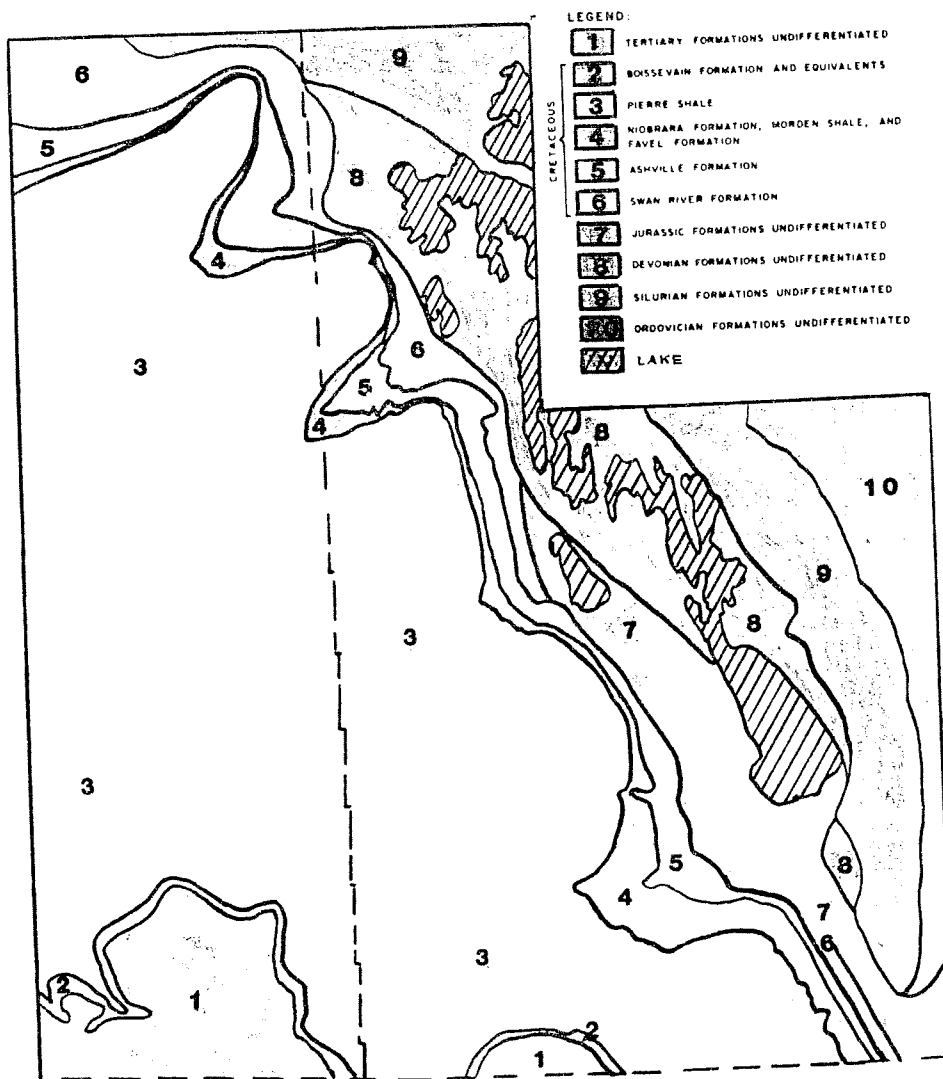 LEGEND:
1 TERTIARY FORMATIONS UNDIFFERENTIATED
2 BOISSEVAIN FORMATION AND EQUIVALENTS
3 PIERRE SHALE
4 NIOBRARA FORMATION, MORDEN SHALE, AND
FAVEL FORMATION
5 ASHVILLE FORMATION
6 SWAN RIVER FORMATION
7 JURASSIC FORMATIONS UNDIFFERENTIATED
8 DEVONIAN FORMATIONS UNDIFFERENTIATED
9 SILURIAN FORMATIONS UNDIFFERENTIATED
10 ORDOVICIAN FORMATIONS UNDIFFERENTIATED
LAKE
CRETACEOUS
6
9
5
8
4
6
3
5
4
8
10
9
7
8
3
3
5
8
4
7
6
3
2
1
2
1